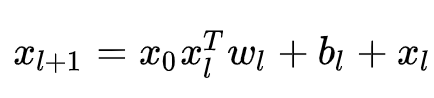 $x_{l+1} = x_0 x_l^T w_l + b_l + x_l$